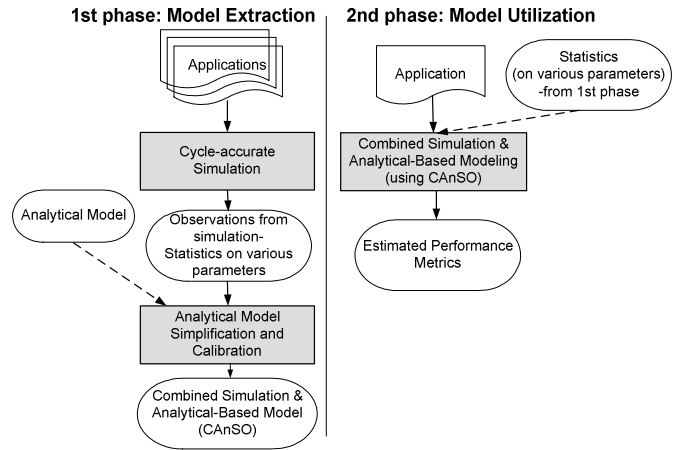 1st phase: Model Extraction
Applications
Cycle-accurate
Simulation
Analytical Model
Observations from
simulation-
Statistics on various
parameters
Analytical Model
Simplification and
Calibration
Combined Simulation &
Analytical-Based Model
(CAnSO)
2nd phase: Model Utilization
Application
Statistics
(on various parameters)
-from 1st phase
Combined Simulation &
Analytical-Based Modeling
(using CAnSO)
Estimated Performance
Metrics